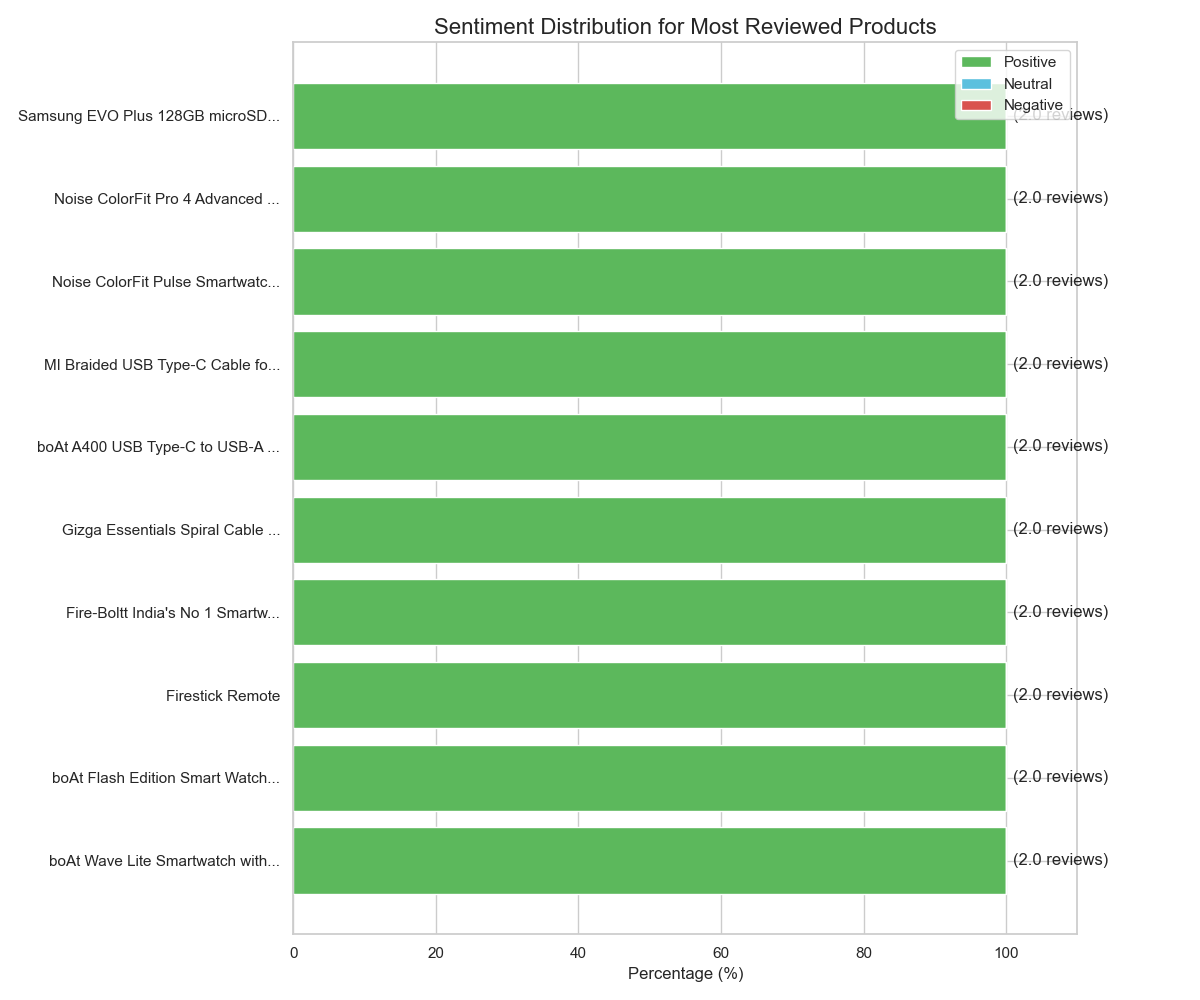 Sentiment Distribution for Most Reviewed Products
Positive
Neutral
Negative
Samsung EVO Plus 128GB microSD...
(2.0 reviews)
Noise ColorFit Pro 4 Advanced ...
(2.0 reviews)
Noise ColorFit Pulse Smartwatc...
(2.0 reviews)
MI Braided USB Type-C Cable fo...
(2.0 reviews)
boAt A400 USB Type-C to USB-A ...
(2.0 reviews)
Gizga Essentials Spiral Cable ...
(2.0 reviews)
Fire-Boltt India's No 1 Smartw...
(2.0 reviews)
Firestick Remote
(2.0 reviews)
boAt Flash Edition Smart Watch...
(2.0 reviews)
boAt Wave Lite Smartwatch with...
(2.0 reviews)
0 20 40 60 80 100
Percentage (%)